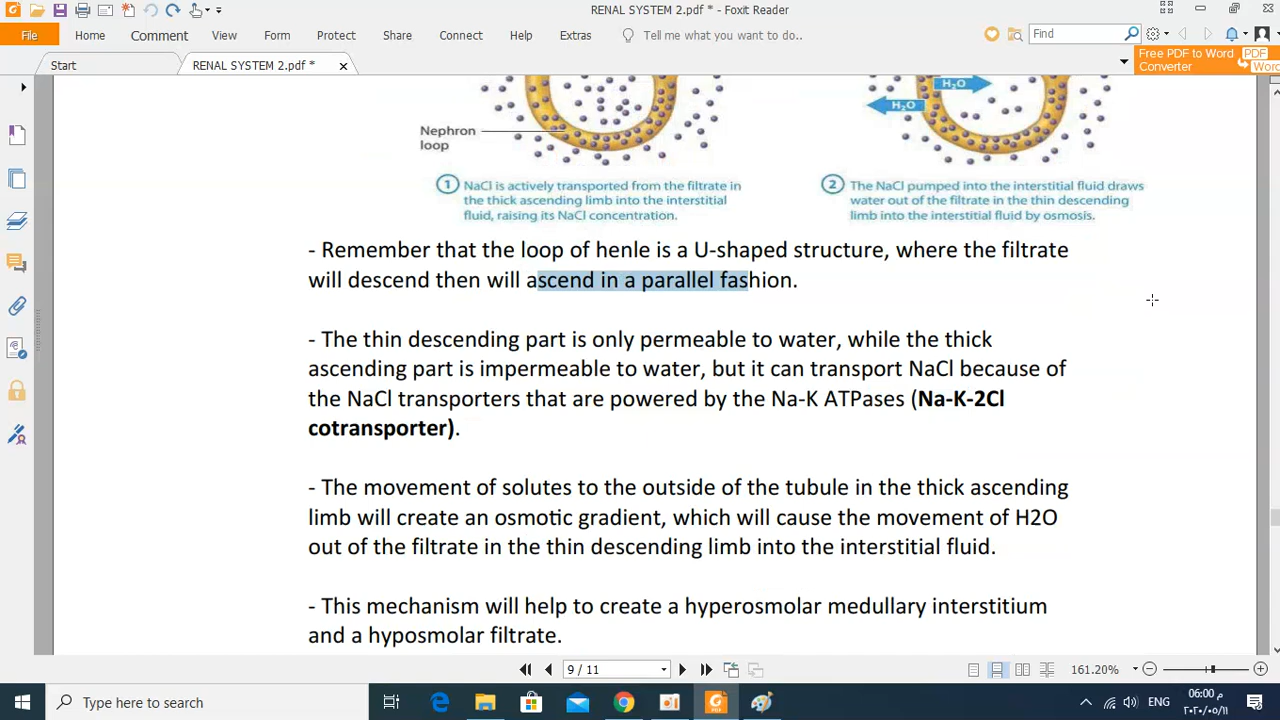 RENAL SYSTEM 2.pdf * - Foxit Reader
File Home Comment View Form Protect Connect Help Extras Tell me what you want to do.. Find
Start RENAL SYSTEM 2.pdf *
Free PDF to Word
Converter
PDF
Word
H₂O
H₂O
Nephron
loop
1 NaCl is actively transported from the filtrate in
the thick ascending limb into the interstitial
fluid, raising its NaCl concentration.
2 The NaCl pumped into the interstitial fluid draws
water out of the filtrate in the thin descending
limb into the interstitial fluid by osmosis.
- Remember that the loop of henle is a U-shaped structure, where the filtrate
will descend then will ascend in a parallel fashion.
- The thin descending part is only permeable to water, while the thick
ascending part is impermeable to water, but it can transport NaCl because of
the NaCl transporters that are powered by the Na-K ATPases (Na-K-2Cl
cotransporter).
- The movement of solutes to the outside of the tubule in the thick ascending
limb will create an osmotic gradient, which will cause the movement of H2O
out of the filtrate in the thin descending limb into the interstitial fluid.
- This mechanism will help to create a hyperosmolar medullary interstitium
and a hyposmolar filtrate.
9 / 11
161.20%
Type here to search
ENG
06:00 م
٢٠٢٠/٠٥/١١